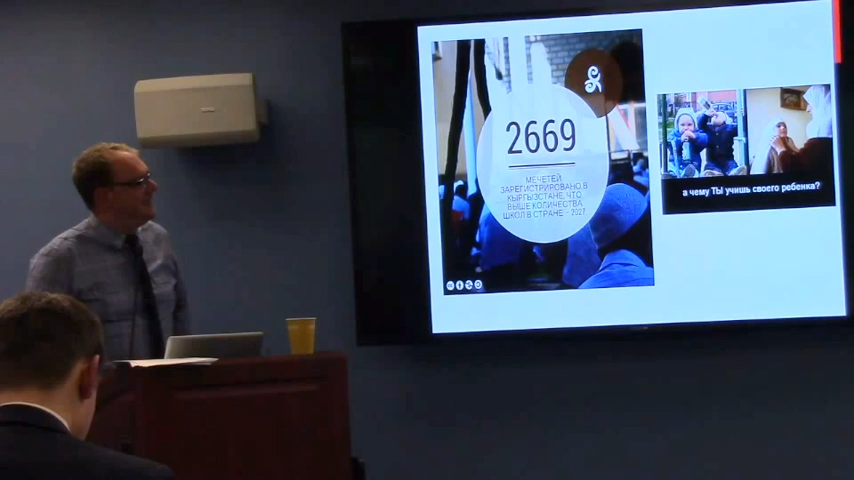 2669
МЕЧЕТЕЙ
ЗАРЕГИСТРИРОВАНО В
КЫРГЫЗСТАНЕ, ЧТО
ВЫШЕ КОЛИЧЕСТВА
ШКОЛ В СТРАНЕ - 2027
а чему ТЫ учишь своего ребенка?